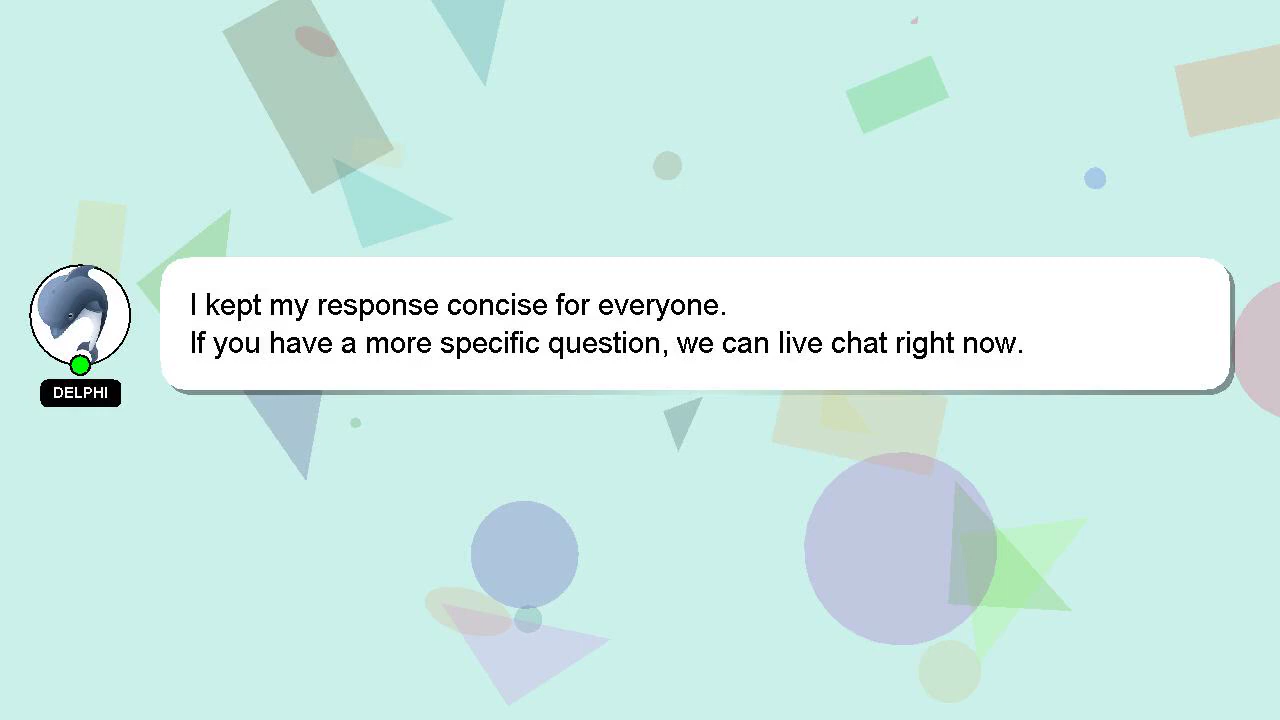 I kept my response concise for everyone.
If you have a more specific question, we can live chat right now.
DELPHI